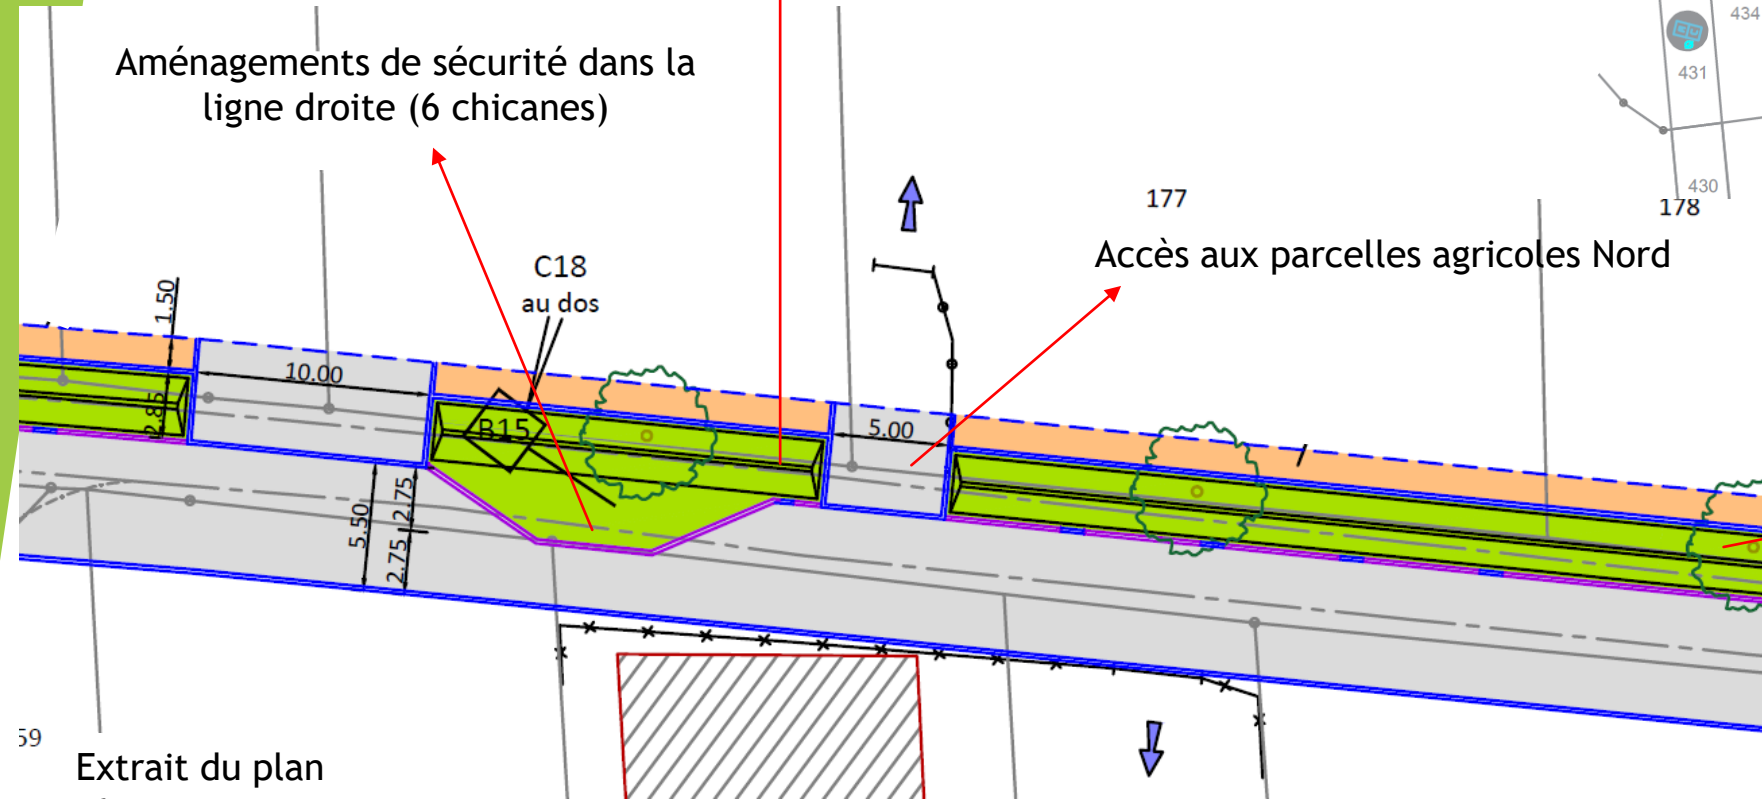 434
Aménagements de sécurité dans la
ligne droite (6 chicanes)
431
430
177
178
Accès aux parcelles agricoles Nord
C18
au dos
1.50
10.00
2.85
B15
5.00
5.50
2.75
2.75
59
Extrait du plan